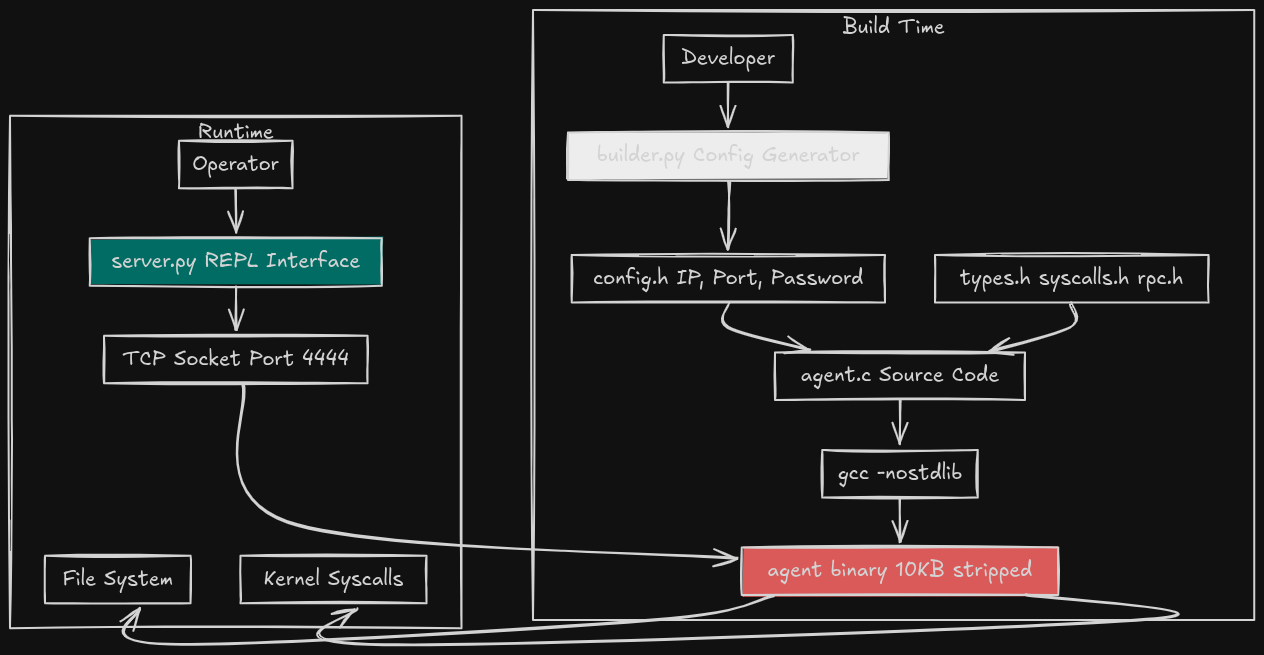 Build Time
Developer
builder.py Config Generator
config.h IP, Port, Password
types.h syscalls.h rpc.h
agent.c Source Code
gcc -nostdlib
agent binary 10KB stripped
Runtime
Operator
server.py REPL Interface
TCP Socket Port 4444
File System
Kernel Syscalls